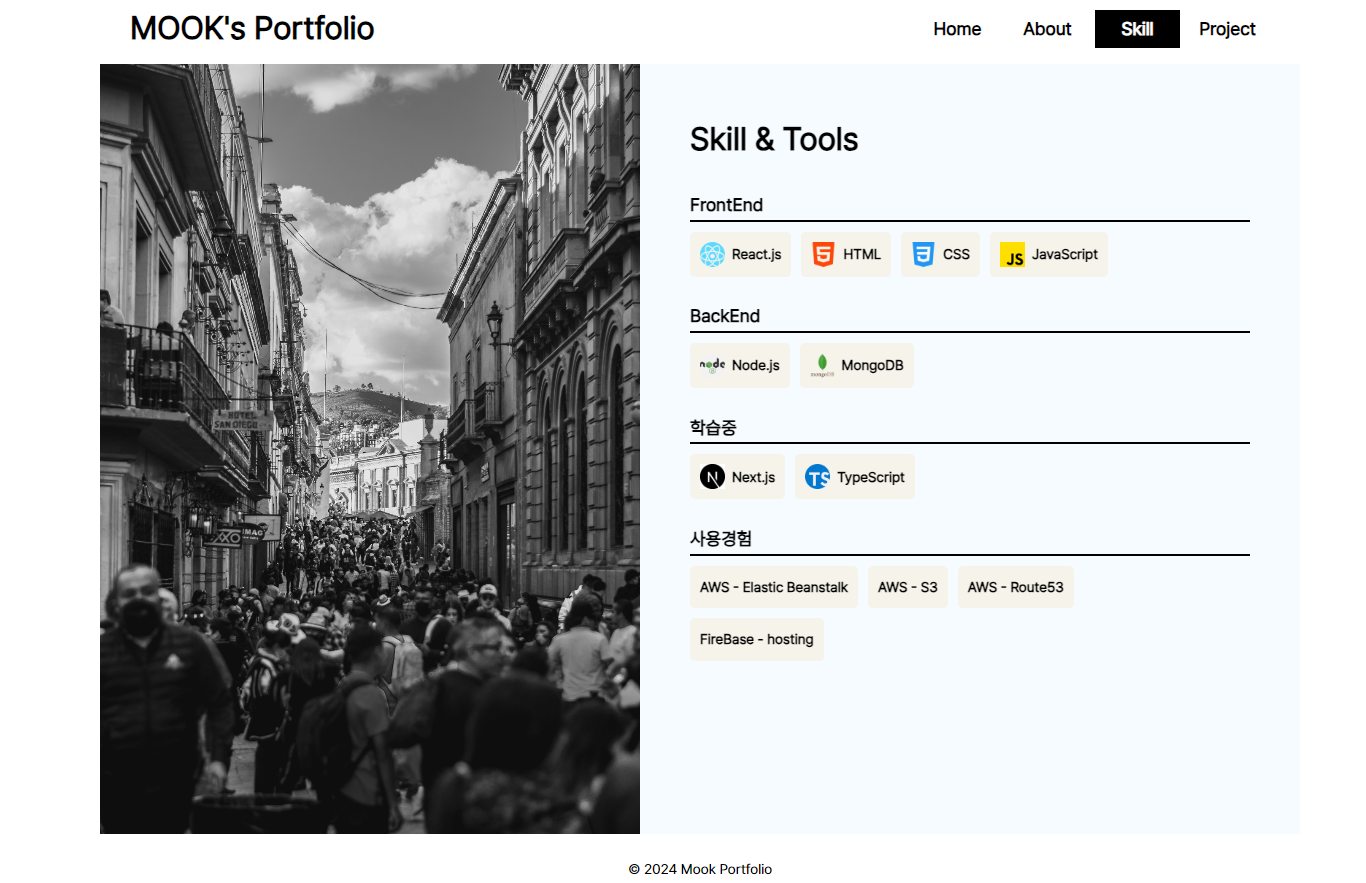 MOOK's Portfolio
Home About Skill Project
HOTEL
SAN DIEGO
OXXO
IMAG
Skill & Tools
FrontEnd
React.js HTML CSS JS JavaScript
BackEnd
node Node.js mongoDB MongoDB
학습중
N Next.js TS TypeScript
사용경험
AWS - Elastic Beanstalk AWS - S3 AWS - Route53
FireBase - hosting
© 2024 Mook Portfolio